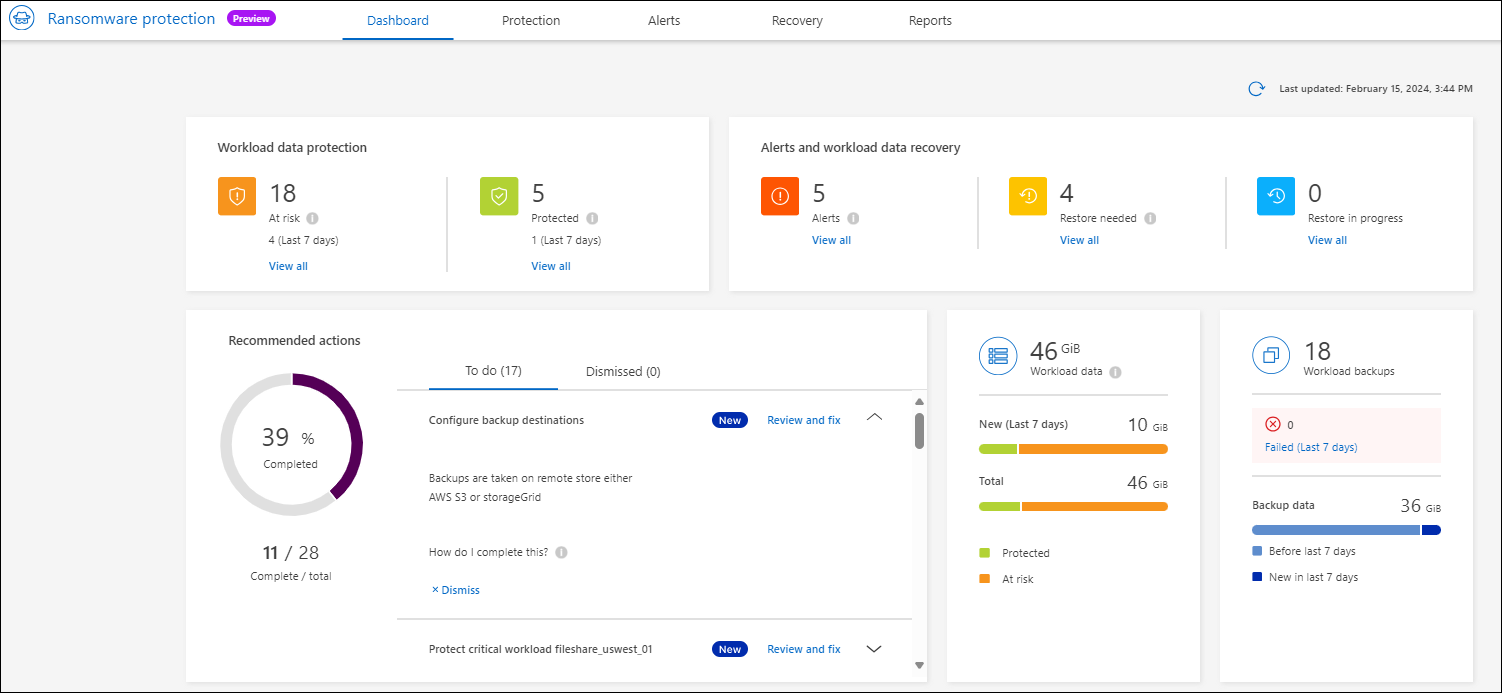 Ransomware protection Preview
Dashboard Protection Alerts Recovery Reports
Last updated: February 15, 2024, 3:44 PM
Workload data protection
18
At risk
4 (Last 7 days)
View all
5
Protected
1 (Last 7 days)
View all
Alerts and workload data recovery
5
Alerts
View all
4
Restore needed
View all
0
Restore in progress
View all
Recommended actions
39 %
Completed
11 / 28
Complete / total
To do (17) Dismissed (0)
Configure backup destinations New Review and fix
Backups are taken on remote store either
AWS S3 or storageGrid
How do I complete this?
× Dismiss
Protect critical workload fileshare_uswest_01 New Review and fix
46 GiB
Workload data
New (Last 7 days) 10 GiB
Total 46 GiB
Protected
At risk
18
Workload backups
0
Failed (Last 7 days)
Backup data 36 GiB
Before last 7 days
New in last 7 days